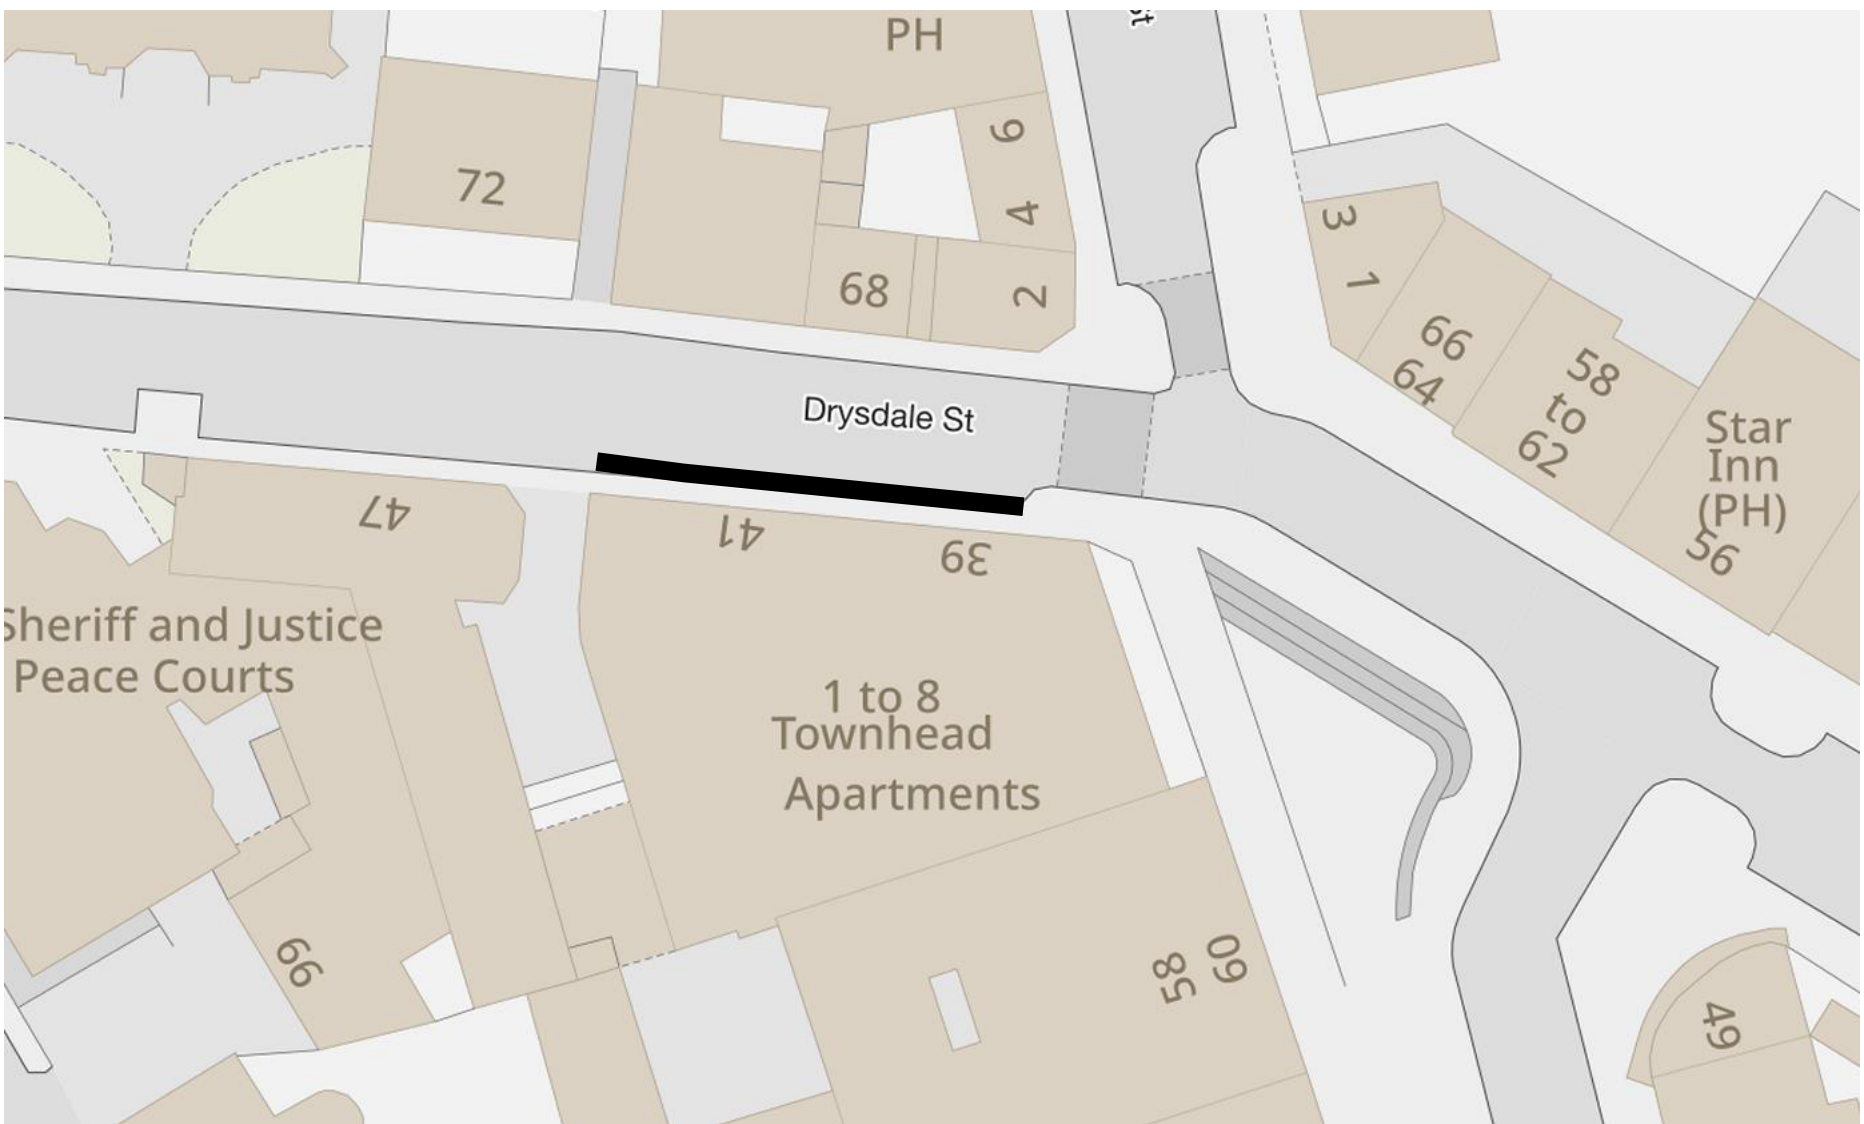 St
PH
72
6
4
68
2
3
1
66
64
58
to
62
Star
Inn
(PH)
56
Drysdale St
47
41
39
Sheriff and Justice
Peace Courts
1 to 8
Townhead
Apartments
66
58
60
49